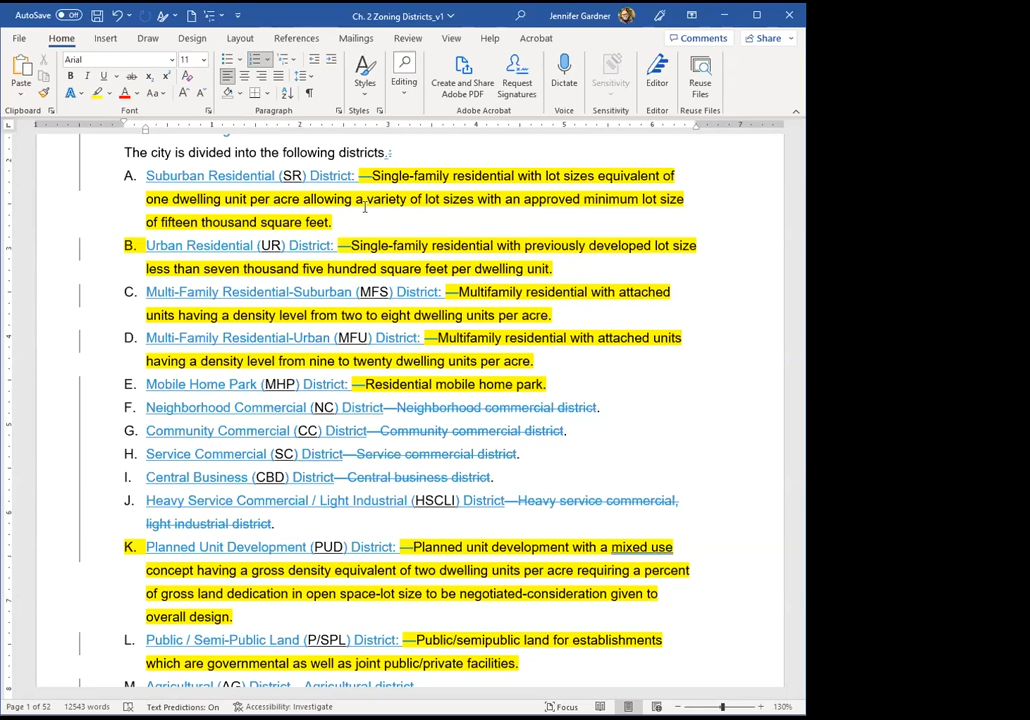 AutoSave Off Ch. 2 Zoning Districts_v1 Jennifer Gardner
File Home Insert Draw Design Layout References Mailings Review View Help Acrobat Comments Share
Arial 11
Paste Styles Editing Create and Share Adobe PDF Request Signatures Dictate Sensitivity Editor Reuse Files
Clipboard Font Paragraph Styles Adobe Acrobat Voice Sensitivity Editor Reuse Files
1 1 2 3 4 5 6 7
The city is divided into the following districts.:
A. Suburban Residential (SR) District: —Single-family residential with lot sizes equivalent of
one dwelling unit per acre allowing a variety of lot sizes with an approved minimum lot size
of fifteen thousand square feet.
B. Urban Residential (UR) District: —Single-family residential with previously developed lot size
less than seven thousand five hundred square feet per dwelling unit.
C. Multi-Family Residential-Suburban (MFS) District: —Multifamily residential with attached
units having a density level from two to eight dwelling units per acre.
D. Multi-Family Residential-Urban (MFU) District: —Multifamily residential with attached units
having a density level from nine to twenty dwelling units per acre.
E. Mobile Home Park (MHP) District: —Residential mobile home park.
F. Neighborhood Commercial (NC) District—Neighborhood commercial district.
G. Community Commercial (CC) District—Community commercial district.
H. Service Commercial (SC) District—Service commercial district.
I. Central Business (CBD) District—Central business district.
J. Heavy Service Commercial / Light Industrial (HSCLI) District—Heavy service commercial,
light industrial district.
K. Planned Unit Development (PUD) District: —Planned unit development with a mixed use
concept having a gross density equivalent of two dwelling units per acre requiring a percent
of gross land dedication in open space-lot size to be negotiated-consideration given to
overall design.
L. Public / Semi-Public Land (P/SPL) District: —Public/semipublic land for establishments
which are governmental as well as joint public/private facilities.
M. Agricultural (AG) District—Agricultural district.
Page 1 of 52 12543 words Text Predictions: On Accessibility: Investigate Focus 130%